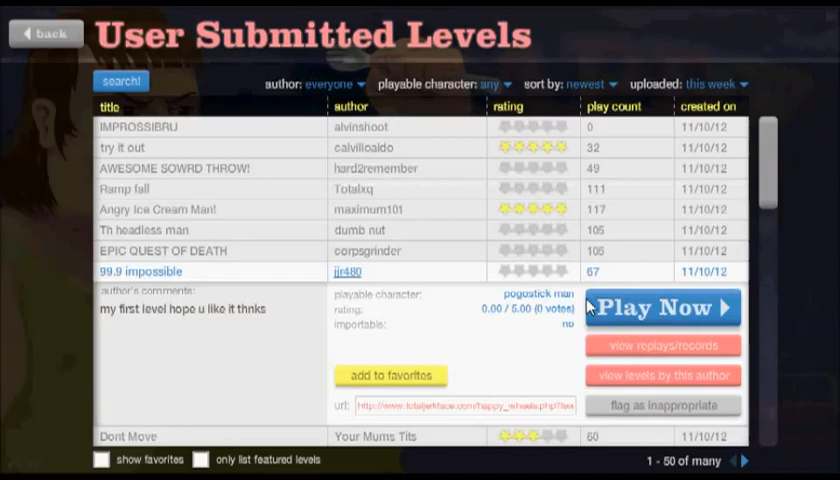 back
User Submitted Levels
search!
author: everyone playable character: any sort by: newest uploaded: this week
title author rating play count created on
IMPROSSIBRU alvinshoot 0 11/10/12
try it out calvilloaldo 32 11/10/12
AWESOME SOWRD THROW! hard2remember 49 11/10/12
Ramp fall Totalxq 111 11/10/12
Angry Ice Cream Man! maximum101 117 11/10/12
Th headless man dumb nut 105 11/10/12
EPIC QUEST OF DEATH corpsgrinder 105 11/10/12
99.9 impossible jjr480 67 11/10/12
author's comments:
my first level hope u like it thnks
playable character: pogostick man
rating: 0.00 / 5.00 (0 votes)
importable: no
Play Now
view replays/records
add to favorites
view levels by this author
url: http://www.totaljerkface.com/happy_wheels.php?
flag as inappropriate
Dont Move Your Mums Tits 60 11/10/12
show favorites only list featured levels 1 - 50 of many